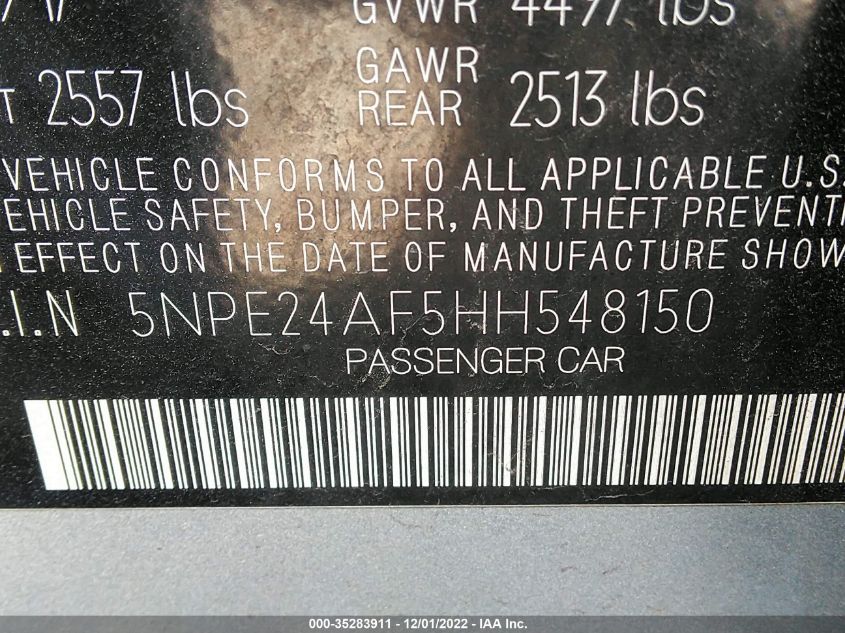 GVWR 4497 lbs
2557 lbs GAWR REAR 2513 lbs
VEHICLE CONFORMS TO ALL APPLICABLE U.S.
EHICLE SAFETY, BUMPER, AND THEFT PREVENTI
EFFECT ON THE DATE OF MANUFACTURE SHOW
.I.N 5NPE24AF5HH548150
PASSENGER CAR
000-35283911 - 12/01/2022 - IAA Inc.